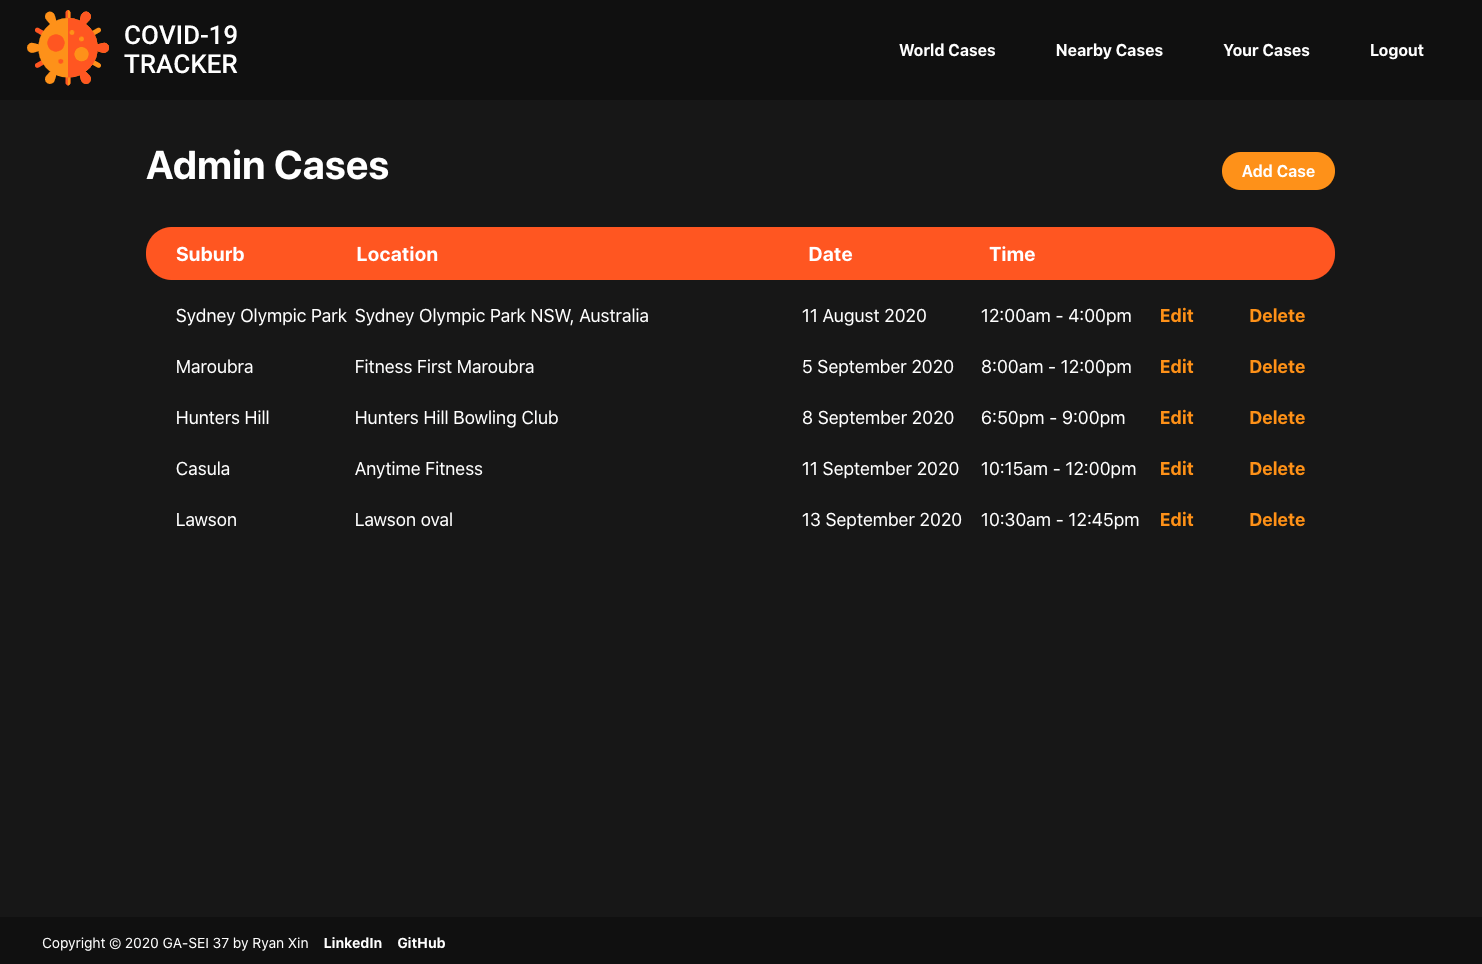 COVID-19
TRACKER
World Cases Nearby Cases Your Cases Logout
Admin Cases
Add Case
Suburb Location Date Time
Sydney Olympic Park Sydney Olympic Park NSW, Australia 11 August 2020 12:00am - 4:00pm Edit Delete
Maroubra Fitness First Maroubra 5 September 2020 8:00am - 12:00pm Edit Delete
Hunters Hill Hunters Hill Bowling Club 8 September 2020 6:50pm - 9:00pm Edit Delete
Casula Anytime Fitness 11 September 2020 10:15am - 12:00pm Edit Delete
Lawson Lawson oval 13 September 2020 10:30am - 12:45pm Edit Delete
Copyright © 2020 GA-SEI 37 by Ryan Xin LinkedIn GitHub